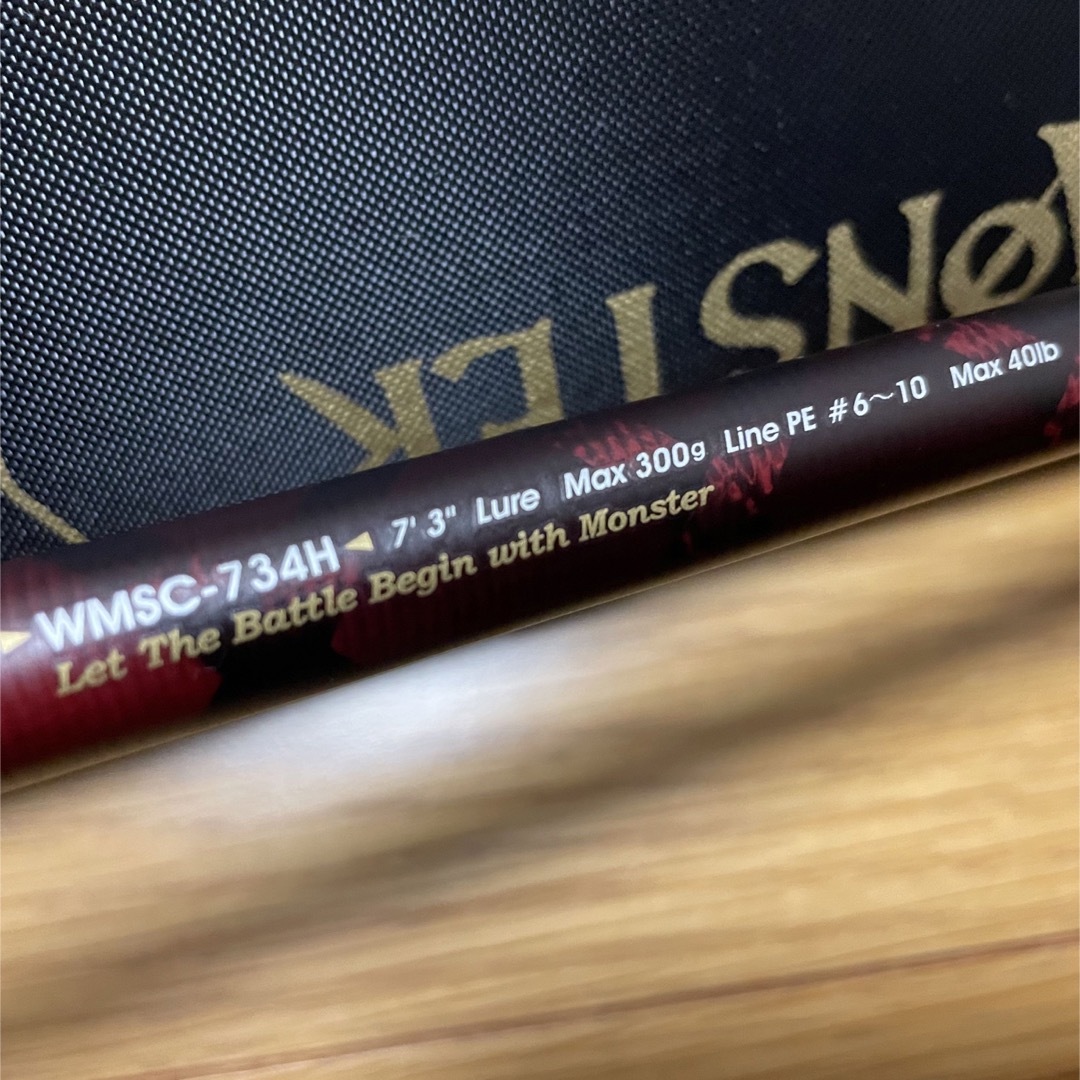 ØNSTER
WMSC-734H 7' 3" Lure Max 300g Line PE #6~10 Max 40lb
Let The Battle Begin with Monster